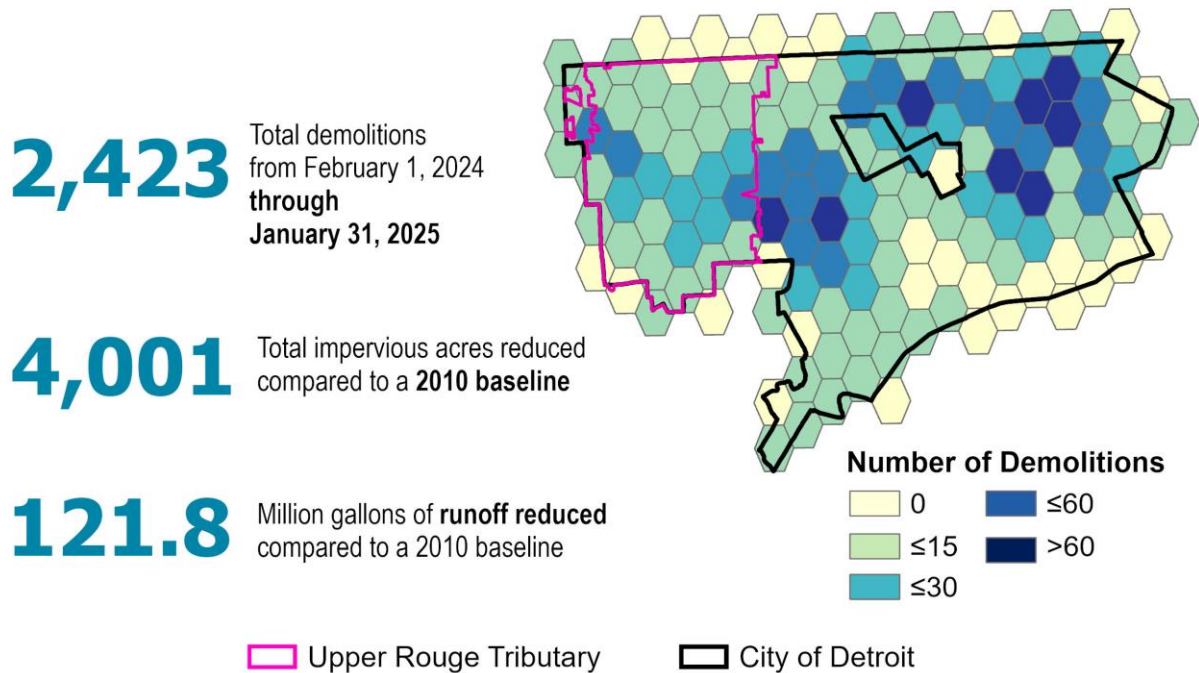 2,423
Total demolitions
from February 1, 2024
through
January 31, 2025
4,001
Total impervious acres reduced
compared to a 2010 baseline
121.8
Million gallons of runoff reduced
compared to a 2010 baseline
Number of Demolitions
0
≤15
≤30
≤60
>60
Upper Rouge Tributary
City of Detroit